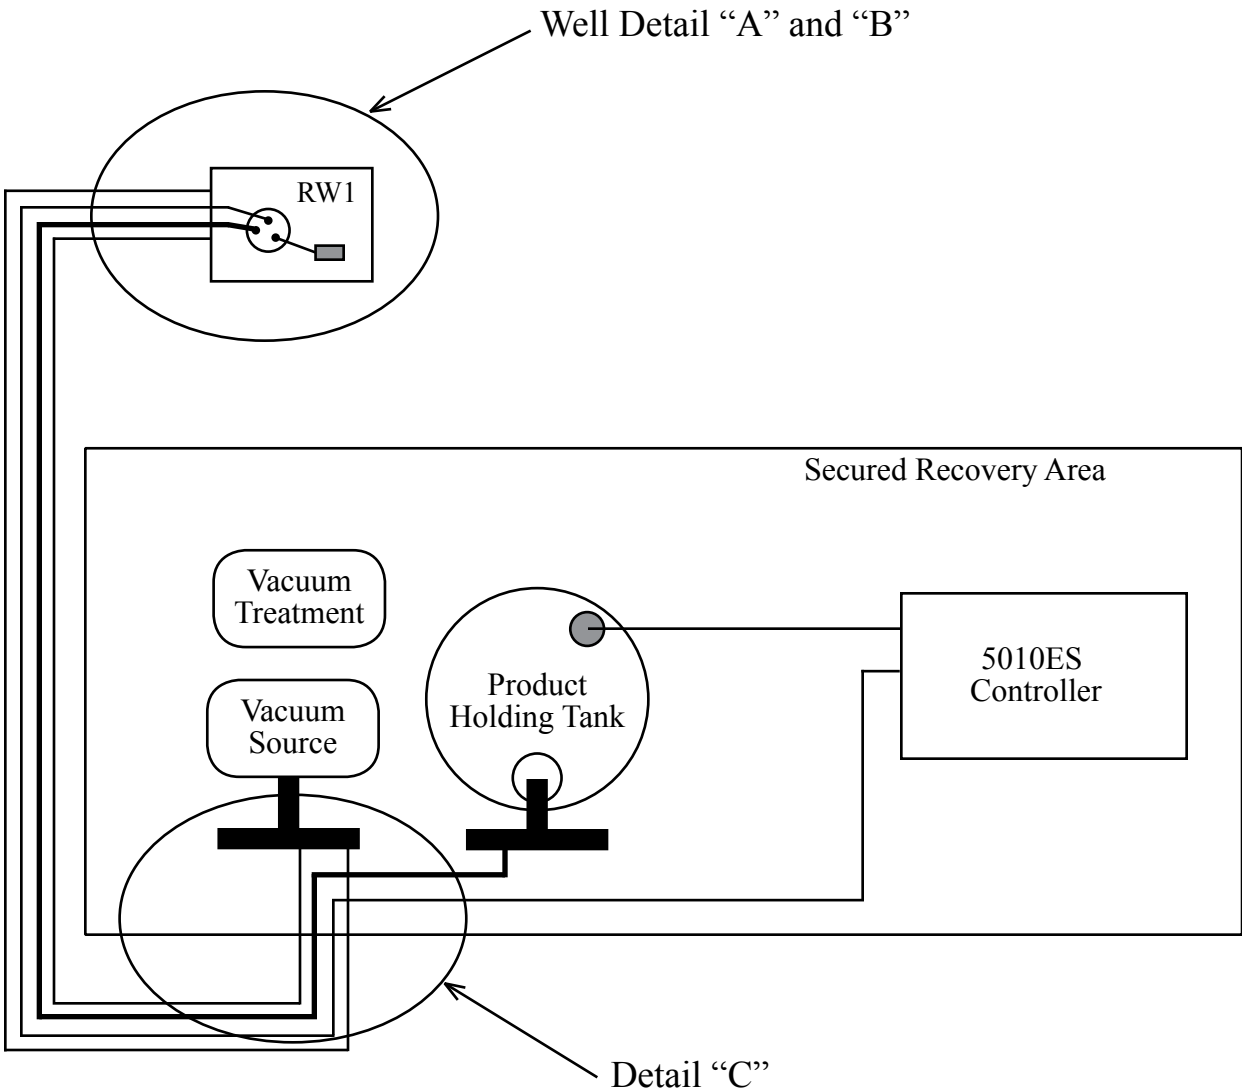 Well Detail “A” and “B”
RW1
Secured Recovery Area
Vacuum
Treatment
Vacuum
Source
Product
Holding Tank
5010ES
Controller
Detail “C”